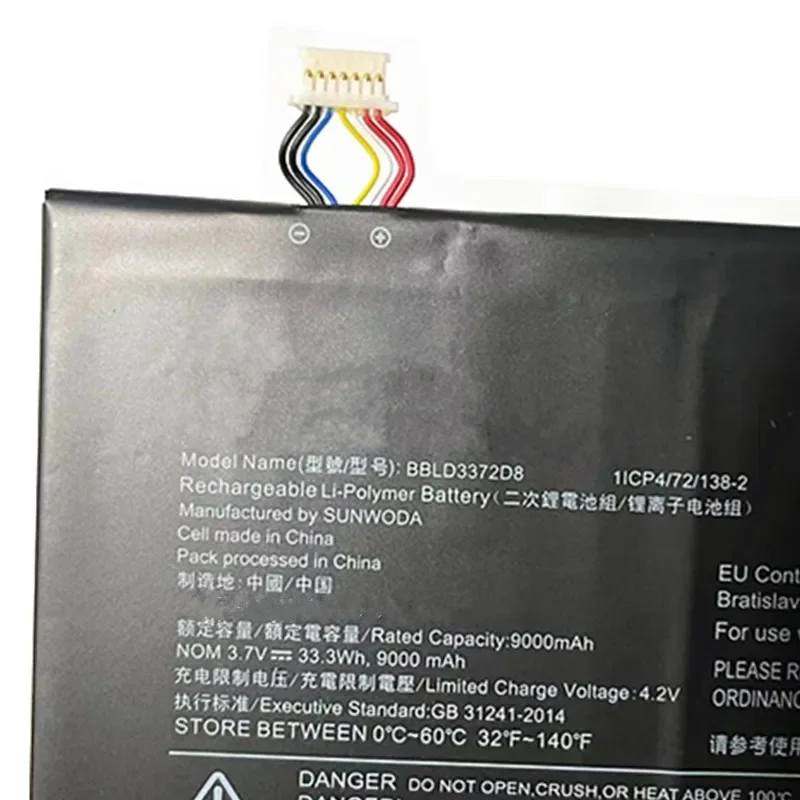 Model Name(型號/型号): BBLD3372D8 1ICP4/72/138-2
Rechargeable Li-Polymer Battery(二次鋰電池組/锂离子电池组)
Manufactured by SUNWODA
Cell made in China
Pack processed in China
制造地: 中國/中国
额定容量/額定電容量/Rated Capacity:9000mAh
NOM 3.7V⎓ 33.3Wh, 9000 mAh
充电限制电压/充電限制電壓/Limited Charge Voltage:4.2V
执行标准/Executive Standard:GB 31241-2014
STORE BETWEEN 0℃~60℃ 32℉~140℉
EU Cont
Bratislav
For use
PLEASE R
ORDINANC
请参考使用
DANGER DO NOT OPEN,CRUSH,OR HEAT ABOVE 100℃
DANGER